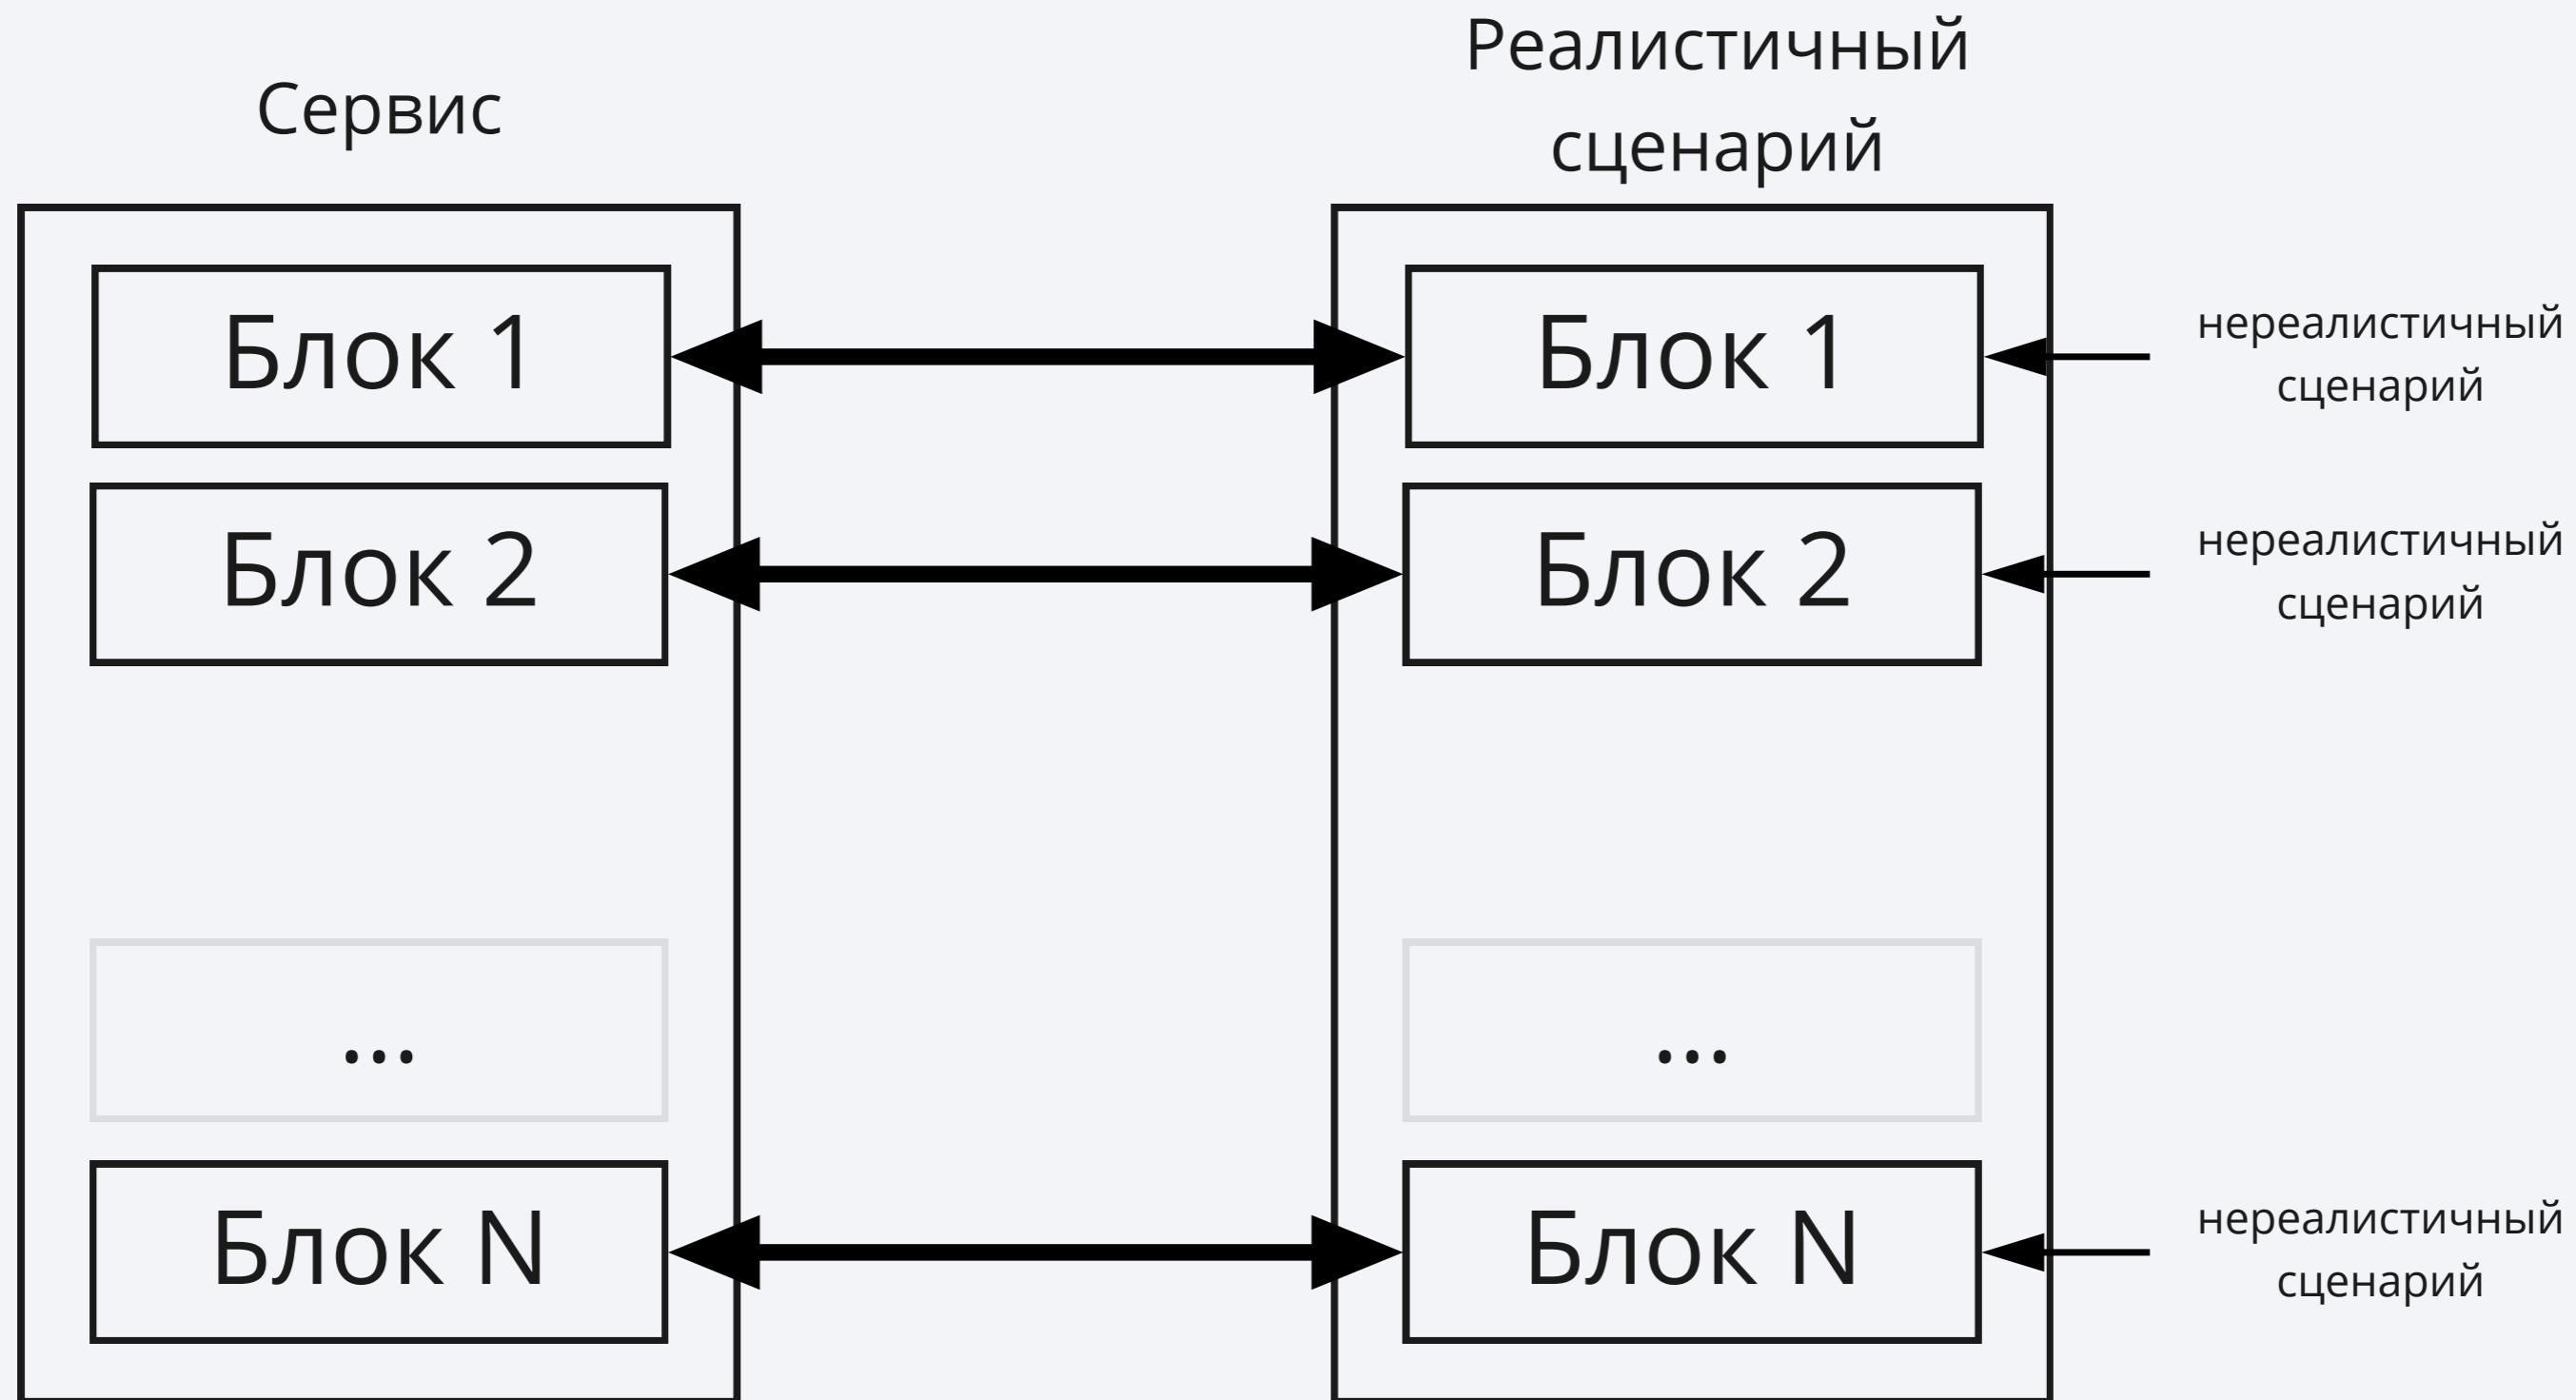 Сервис
Реалистичный
сценарий
Блок 1
Блок 1
нереалистичный
сценарий
Блок 2
Блок 2
нереалистичный
сценарий
...
...
Блок N
Блок N
нереалистичный
сценарий